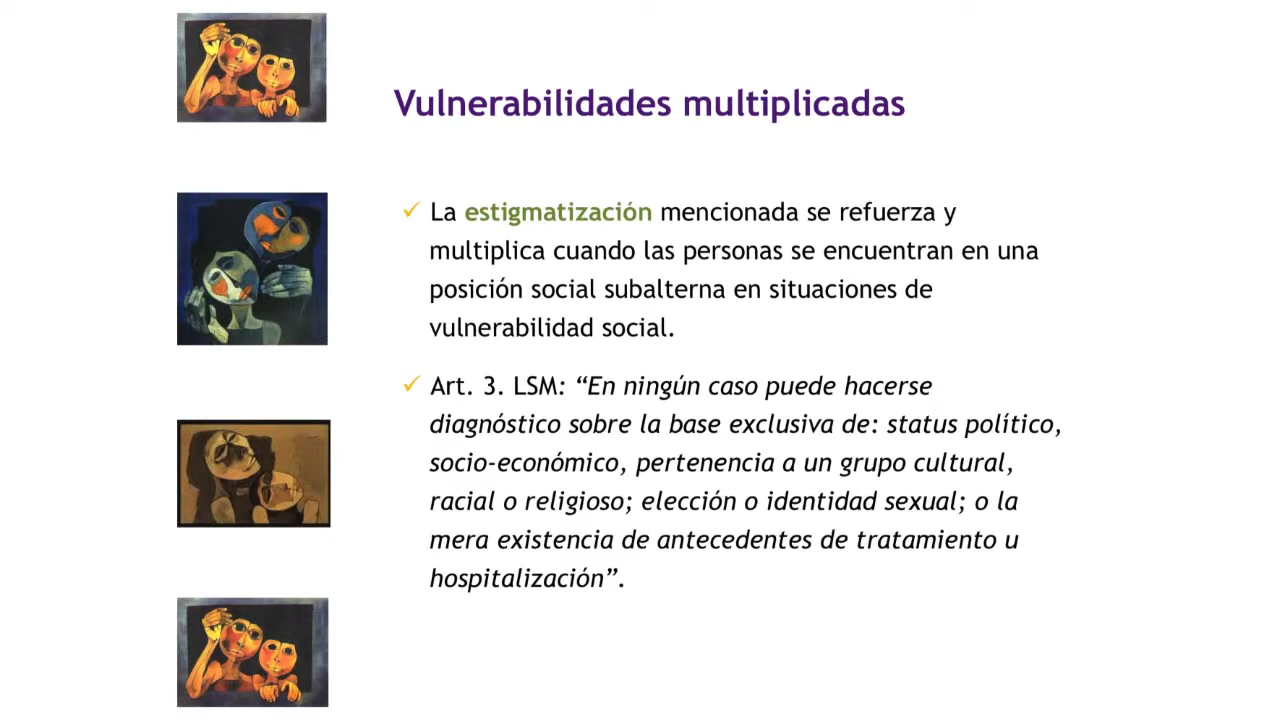 Vulnerabilidades multiplicadas
✓ La estigmatización mencionada se refuerza y
multiplica cuando las personas se encuentran en una
posición social subalterna en situaciones de
vulnerabilidad social.
✓ Art. 3. LSM: “En ningún caso puede hacerse
diagnóstico sobre la base exclusiva de: status político,
socio-económico, pertenencia a un grupo cultural,
racial o religioso; elección o identidad sexual; o la
mera existencia de antecedentes de tratamiento u
hospitalización”.